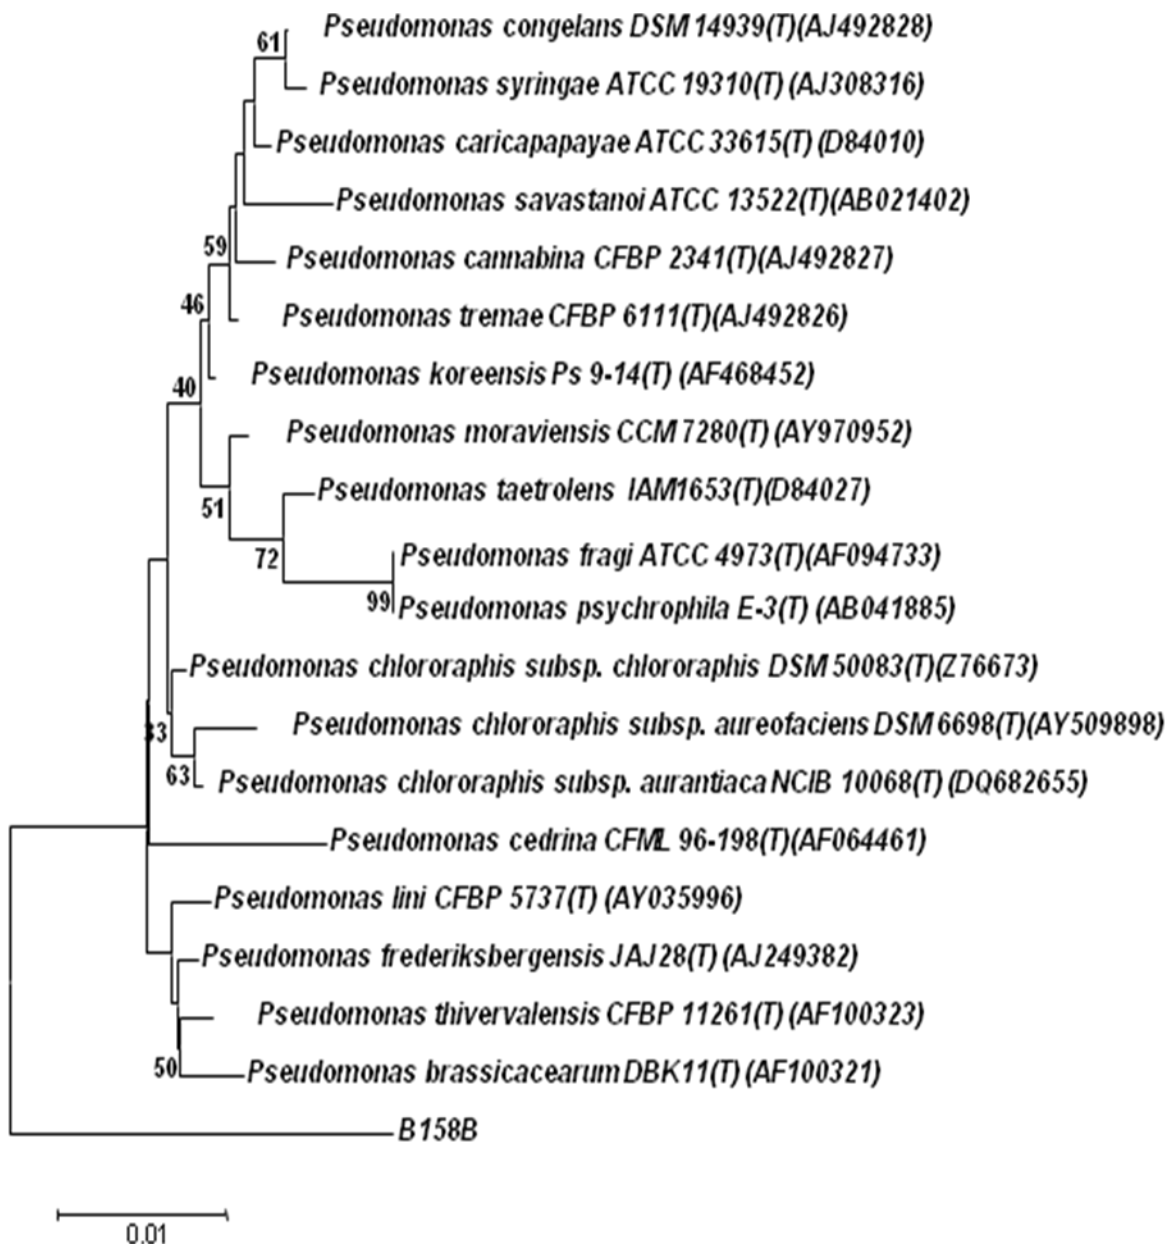 61
Pseudomonas congelans DSM 14939(T)(AJ492828)
Pseudomonas syringae ATCC 19310(T) (AJ308316)
Pseudomonas caricapapayae ATCC 33615(T) (D84010)
Pseudomonas savastanoi ATCC 13522(T)(AB021402)
59
Pseudomonas cannabina CFBP 2341(T)(AJ492827)
46
Pseudomonas tremae CFBP 6111(T)(AJ492826)
Pseudomonas koreensis Ps 9-14(T) (AF468452)
40
Pseudomonas moraviensis CCM 7280(T) (AY970952)
Pseudomonas taetrolens IAM1653(T)(D84027)
51
Pseudomonas fragi ATCC 4973(T)(AF094733)
72
99
Pseudomonas psychrophila E-3(T) (AB041885)
Pseudomonas chlororaphis subsp. chlororaphis DSM 50083(T)(Z76673)
33
Pseudomonas chlororaphis subsp. aureofaciens DSM 6698(T)(AY509898)
63
Pseudomonas chlororaphis subsp. aurantiaca NCIB 10068(T) (DQ682655)
Pseudomonas cedrina CFML 96-198(T)(AF064461)
Pseudomonas lini CFBP 5737(T) (AY035996)
Pseudomonas frederiksbergensis JAJ28(T) (AJ249382)
Pseudomonas thivervalensis CFBP 11261(T) (AF100323)
50
Pseudomonas brassicacearum DBK11(T) (AF100321)
B158B
0.01